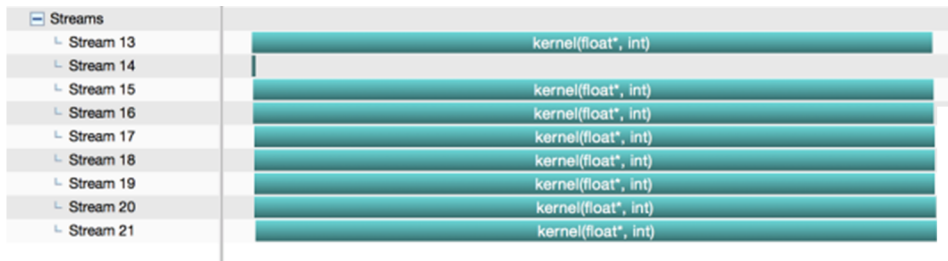 Streams
Stream 13 kernel(float*, int)
Stream 14
Stream 15 kernel(float*, int)
Stream 16 kernel(float*, int)
Stream 17 kernel(float*, int)
Stream 18 kernel(float*, int)
Stream 19 kernel(float*, int)
Stream 20 kernel(float*, int)
Stream 21 kernel(float*, int)